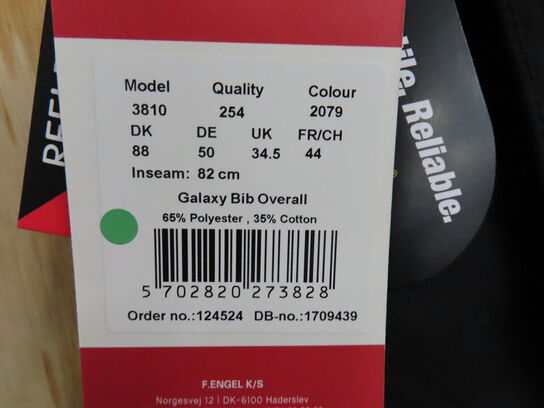 Model Quality Colour
3810 254 2079
DK DE UK FR/CH
88 50 34.5 44
Inseam: 82 cm
Galaxy Bib Overall
65% Polyester , 35% Cotton
5 702820 273828
Order no.:124524 DB-no.:1709439
F.ENGEL K/S
Norgesvej 12 | DK-6100 Haderslev
Reliable.